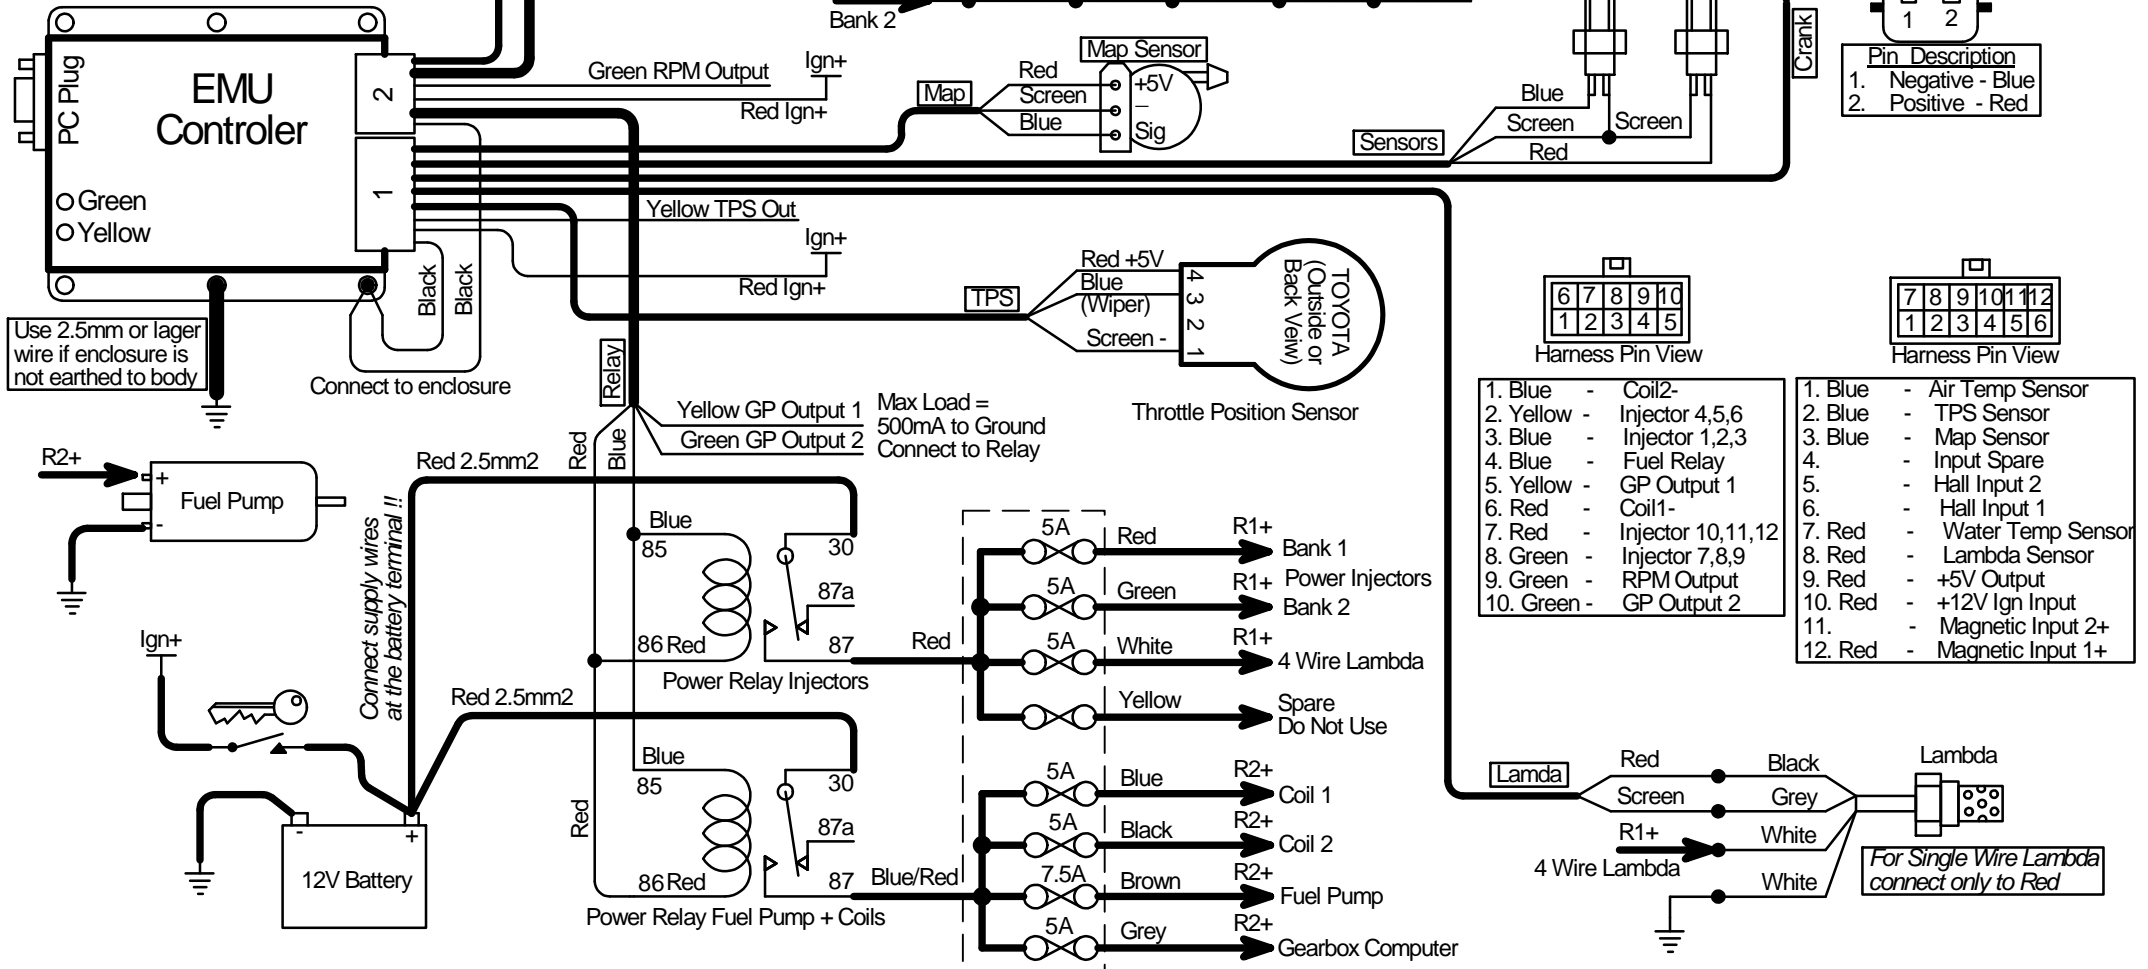 Bank 2
PC Plug
EMU
Controler
Green
Yellow
2
1
Green RPM Output
Ign+
Red Ign+
Black
Black
Yellow TPS Out
Ign+
Red Ign+
Use 2.5mm or lager
wire if enclosure is
not earthed to body
Connect to enclosure
Map
Red
Screen
Blue
Map Sensor
+5V
–
Sig
Sensors
Blue
Screen
Red
Screen
Crank
1 2
Pin Description
1. Negative - Blue
2. Positive - Red
TPS
Red +5V
Blue
(Wiper)
Screen -
4
3
2
1
TOYOTA
(Outside or
Back Veiw)
Throttle Position Sensor
6 7 8 9 10
1 2 3 4 5
Harness Pin View
1. Blue - Coil2-
2. Yellow - Injector 4,5,6
3. Blue - Injector 1,2,3
4. Blue - Fuel Relay
5. Yellow - GP Output 1
6. Red - Coil1-
7. Red - Injector 10,11,12
8. Green - Injector 7,8,9
9. Green - RPM Output
10. Green - GP Output 2
7 8 9 10 11 12
1 2 3 4 5 6
Harness Pin View
1. Blue - Air Temp Sensor
2. Blue - TPS Sensor
3. Blue - Map Sensor
4. - Input Spare
5. - Hall Input 2
6. - Hall Input 1
7. Red - Water Temp Sensor
8. Red - Lambda Sensor
9. Red - +5V Output
10. Red - +12V Ign Input
11. - Magnetic Input 2+
12. Red - Magnetic Input 1+
Relay
Yellow GP Output 1
Green GP Output 2
Max Load =
500mA to Ground
Connect to Relay
Red
Blue
R2+
+
-
Fuel Pump
Red 2.5mm2
Connect supply wires
at the battery terminal !!
Blue
85
30
87a
86 Red
87
Red
Power Relay Injectors
5A
Red
R1+
Bank 1
Power Injectors
5A
Green
R1+
Bank 2
5A
White
R1+
4 Wire Lambda
Yellow
Spare
Do Not Use
Ign+
Red 2.5mm2
-
+
12V Battery
Red
Blue
85
30
87a
86 Red
87
Blue/Red
Power Relay Fuel Pump + Coils
5A
Blue
R2+
Coil 1
5A
Black
R2+
Coil 2
7.5A
Brown
R2+
Fuel Pump
5A
Grey
R2+
Gearbox Computer
Lamda
Red
Screen
Black
Grey
Lambda
R1+
4 Wire Lambda
White
White
For Single Wire Lambda
connect only to Red